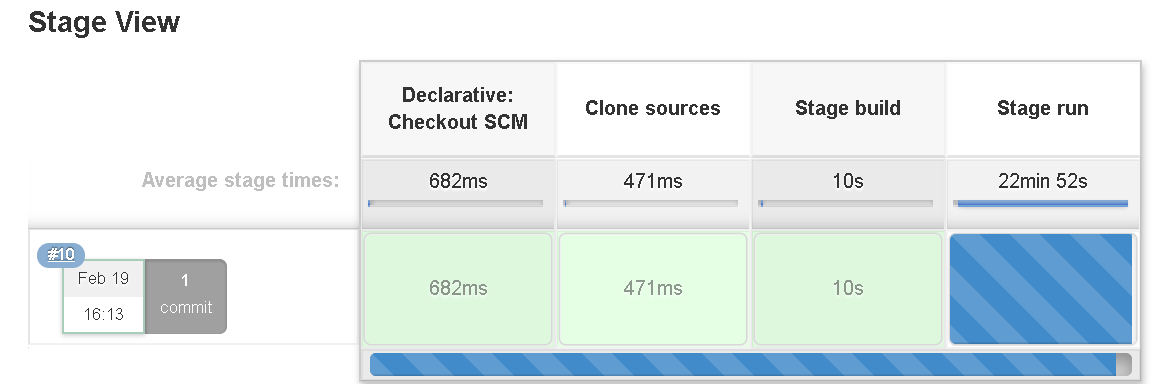 Stage View
Declarative:
Checkout SCM
Clone sources
Stage build
Stage run
Average stage times:
682ms
471ms
10s
22min 52s
#10
Feb 19
16:13
1
commit
682ms
471ms
10s